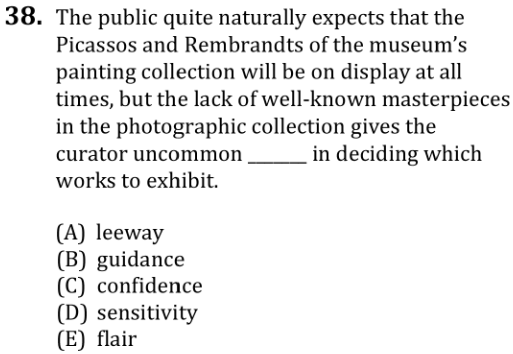 38. The public quite naturally expects that the
Picassos and Rembrandts of the museum’s
painting collection will be on display at all
times, but the lack of well-known masterpieces
in the photographic collection gives the
curator uncommon ______ in deciding which
works to exhibit.
(A) leeway
(B) guidance
(C) confidence
(D) sensitivity
(E) flair